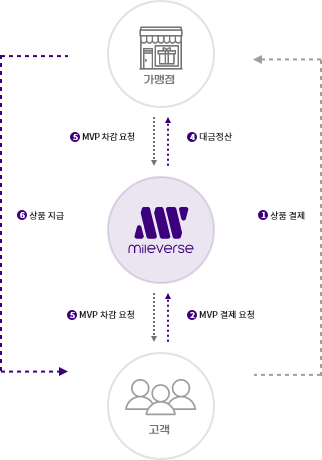 가맹점
5 MVP 차감 요청
4 대금정산
6 상품 지급
mileverse
1 상품 결제
5 MVP 차감 요청
2 MVP 결제 요청
고객